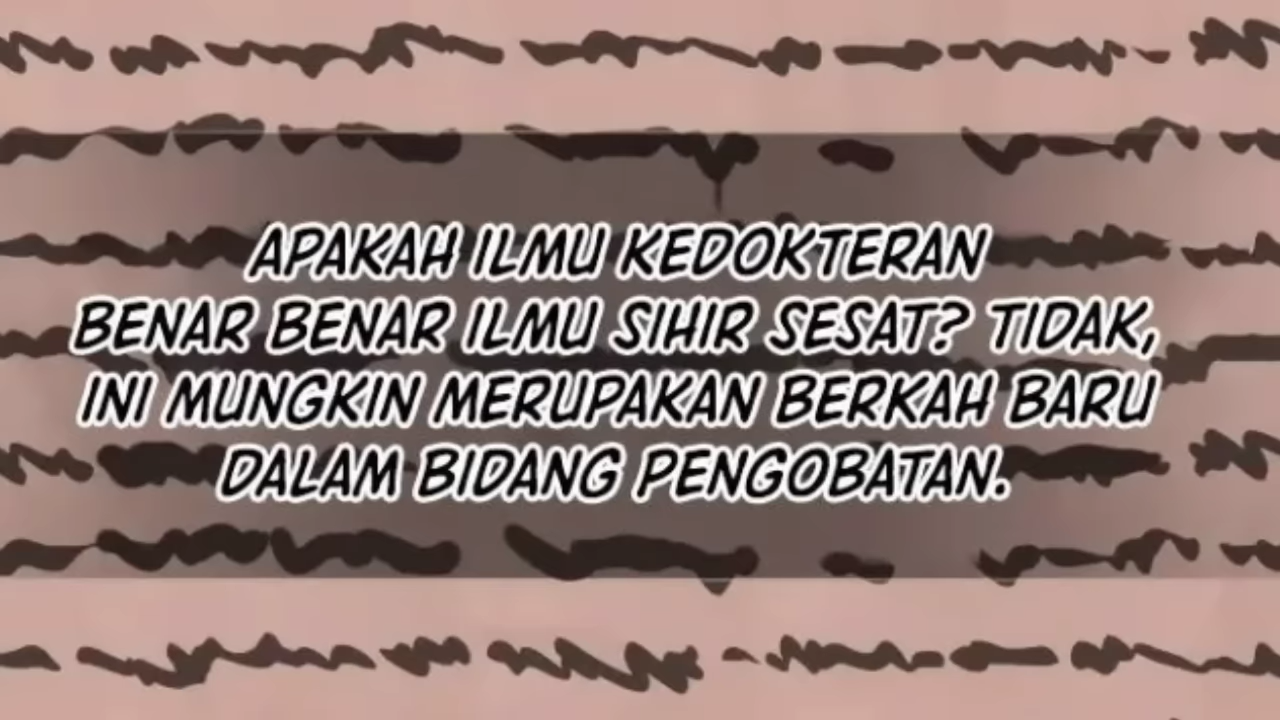 APAKAH ILMU KEDOKTERAN
BENAR BENAR ILMU SIHIR SESAT? TIDAK,
INI MUNGKIN MERUPAKAN BERKAH BARU
DALAM BIDANG PENGOBATAN.